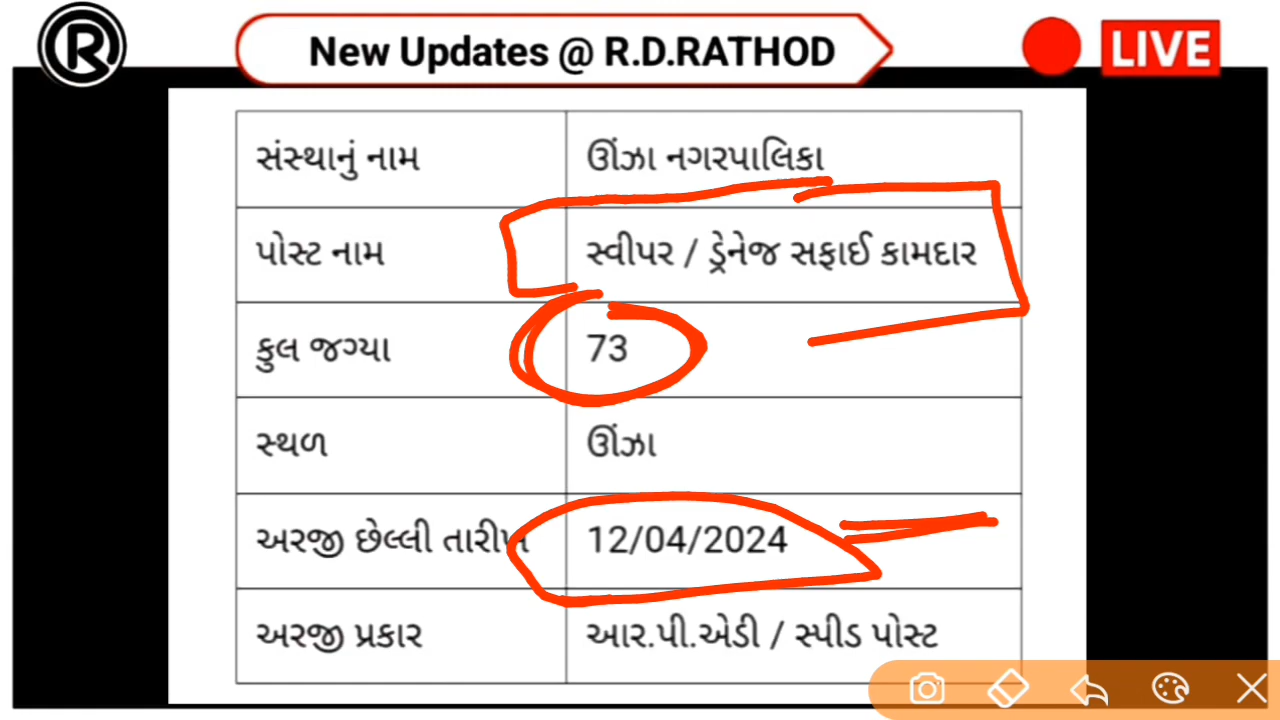 R
New Updates @ R.D.RATHOD
LIVE
સંસ્થાનું નામ ઊંઝા નગરપાલિકા
પોસ્ટ નામ સ્વીપર / ડ્રેનેજ સફાઈ કામદાર
કુલ જગ્યા 73
સ્થળ ઊંઝા
અરજી છેલ્લી તારીખ 12/04/2024
અરજી પ્રકાર આર.પી.એડી / સ્પીડ પોસ્ટ